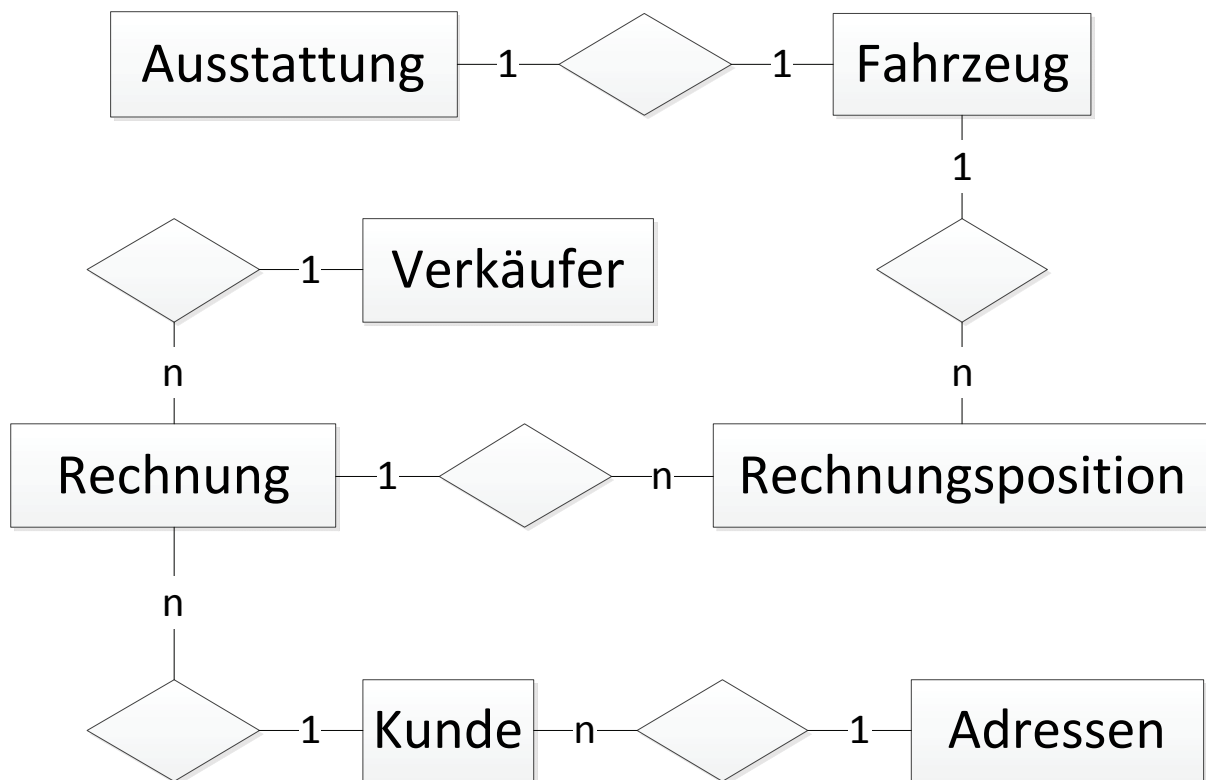 Ausstattung 1 1 Fahrzeug
1
1 Verkäufer
n n
Rechnung 1 n Rechnungsposition
n
1 Kunde n 1 Adressen